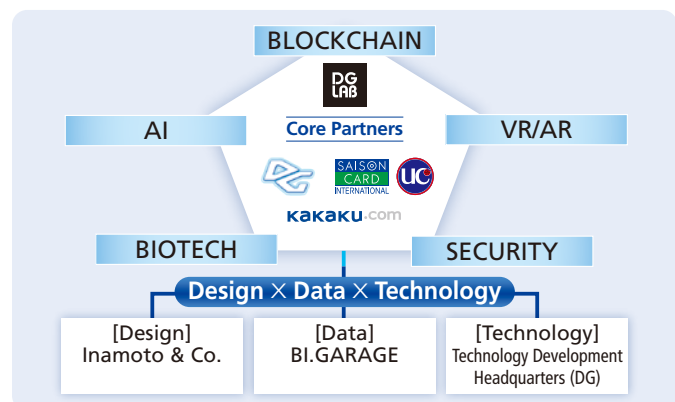 BLOCKCHAIN
DG
LAB
AI
Core Partners
VR/AR
DG
SAISON
CARD
INTERNATIONAL
UC
kakaku.com
BIOTECH
SECURITY
Design × Data × Technology
[Design]
Inamoto & Co.
[Data]
BI.GARAGE
[Technology]
Technology Development
Headquarters (DG)